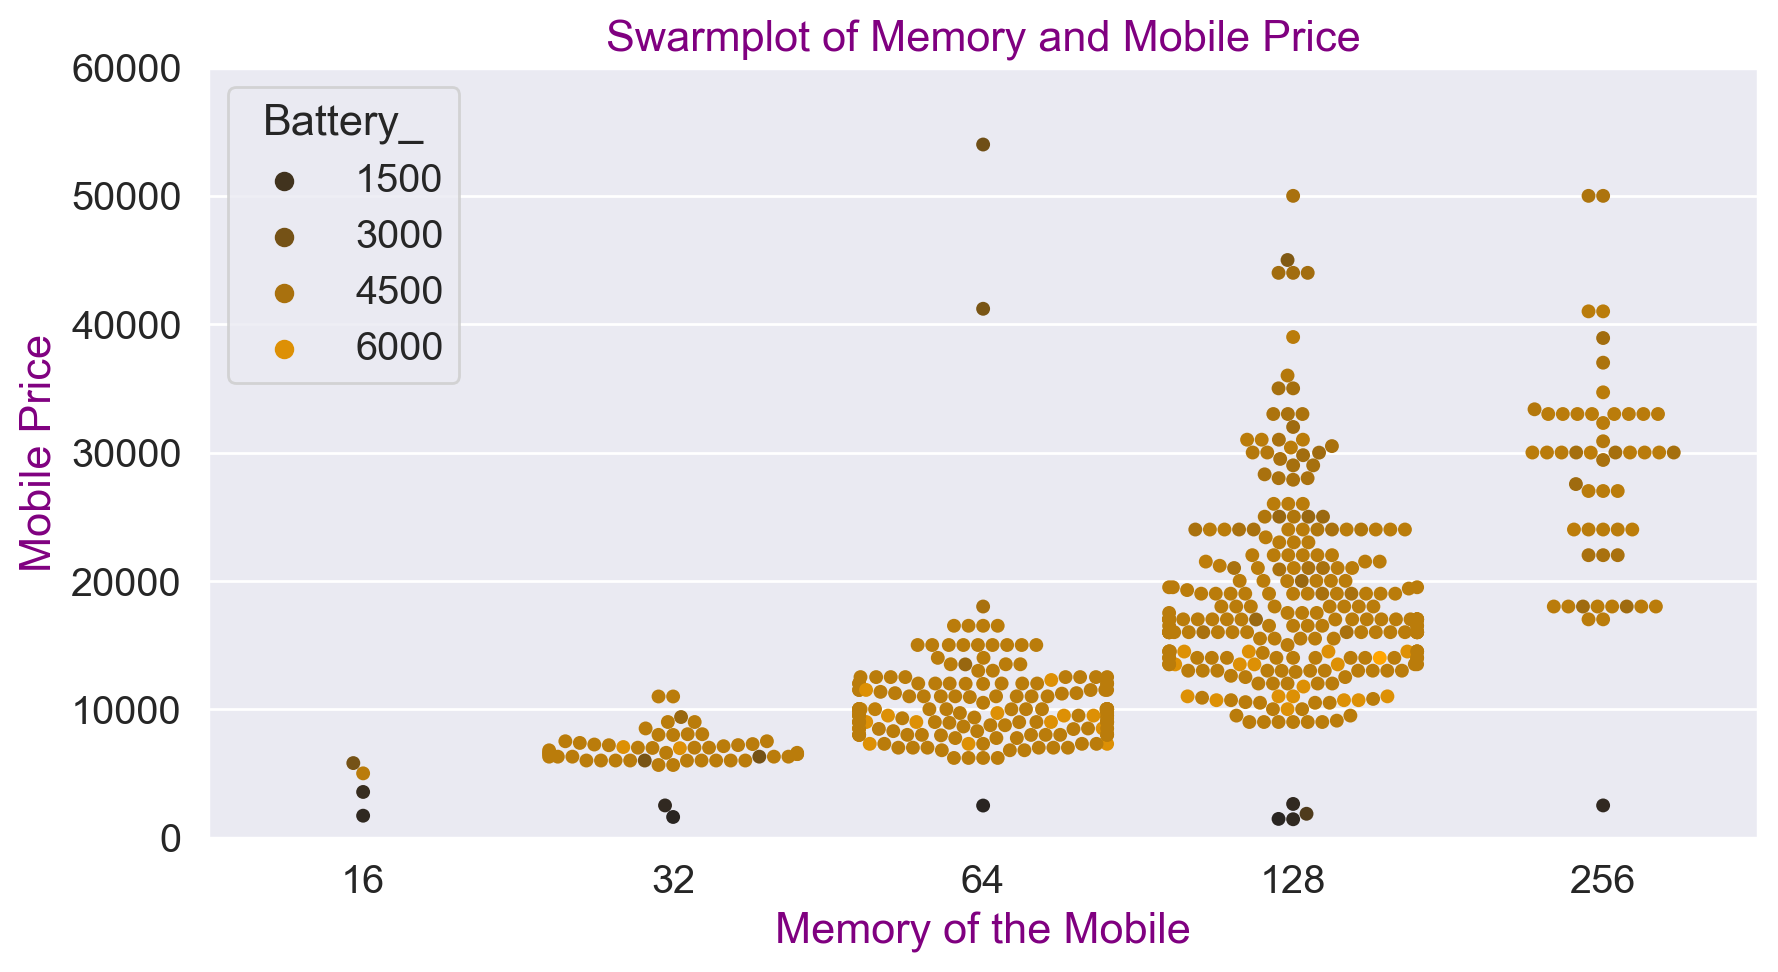 Swarmplot of Memory and Mobile Price
60000
50000
40000
30000
20000
10000
0
Mobile Price
Battery_
1500
3000
4500
6000
16 32 64 128 256
Memory of the Mobile